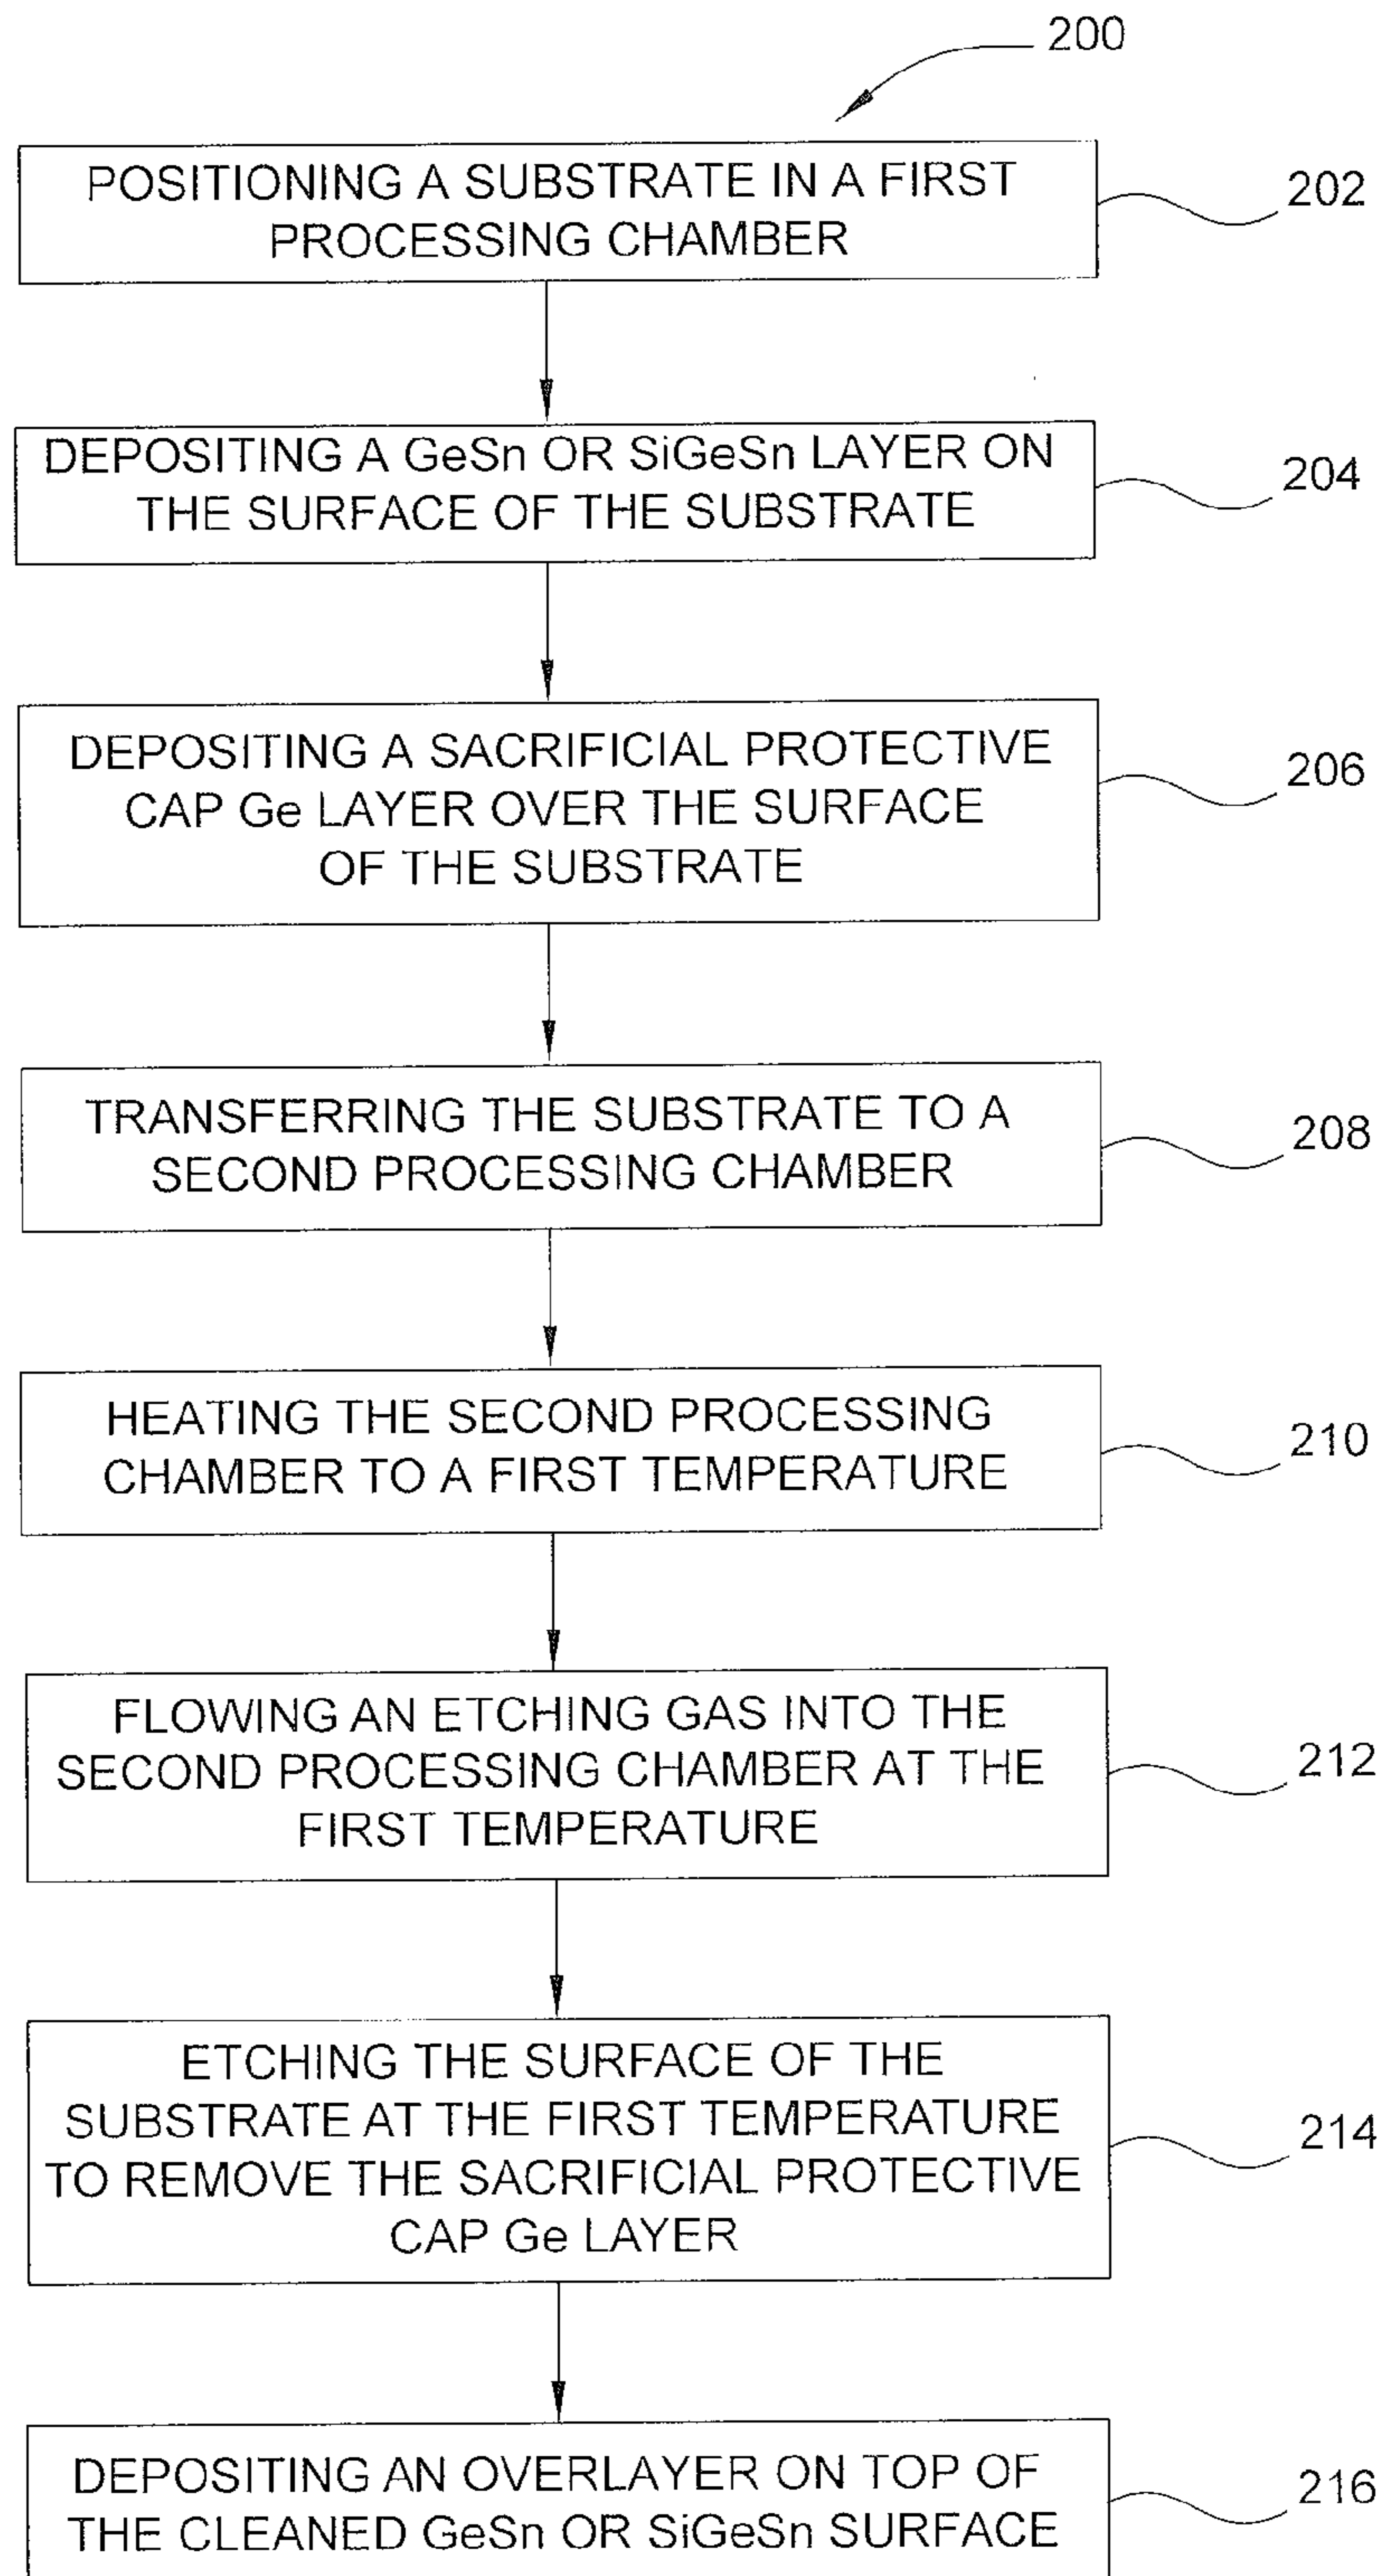 200
POSITIONING A SUBSTRATE IN A FIRST
PROCESSING CHAMBER
202
DEPOSITING A GeSn OR SiGeSn LAYER ON
THE SURFACE OF THE SUBSTRATE
204
DEPOSITING A SACRIFICIAL PROTECTIVE
CAP Ge LAYER OVER THE SURFACE
OF THE SUBSTRATE
206
TRANSFERRING THE SUBSTRATE TO A
SECOND PROCESSING CHAMBER
208
HEATING THE SECOND PROCESSING
CHAMBER TO A FIRST TEMPERATURE
210
FLOWING AN ETCHING GAS INTO THE
SECOND PROCESSING CHAMBER AT THE
FIRST TEMPERATURE
212
ETCHING THE SURFACE OF THE
SUBSTRATE AT THE FIRST TEMPERATURE
TO REMOVE THE SACRIFICIAL PROTECTIVE
CAP Ge LAYER
214
DEPOSITING AN OVERLAYER ON TOP OF
THE CLEANED GeSn OR SiGeSn SURFACE
216